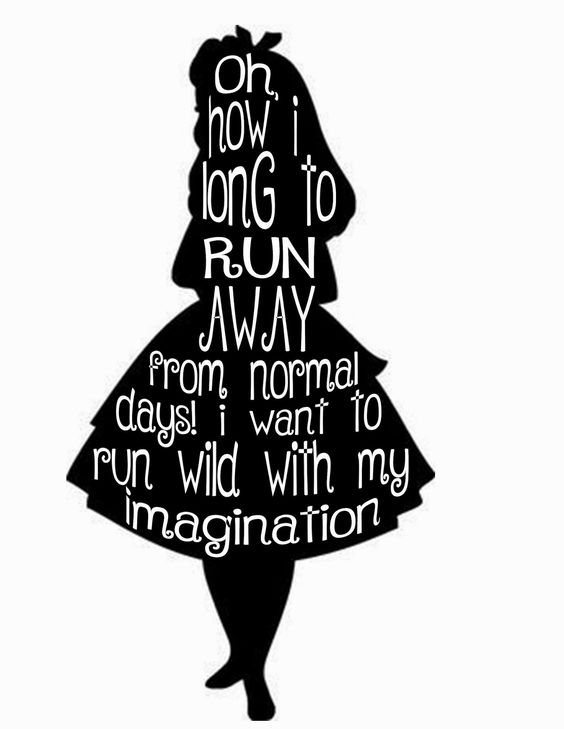 Oh,
how i
lonG to
RUN
AWAY
from normal
days! i want to
run wild with my
imagination